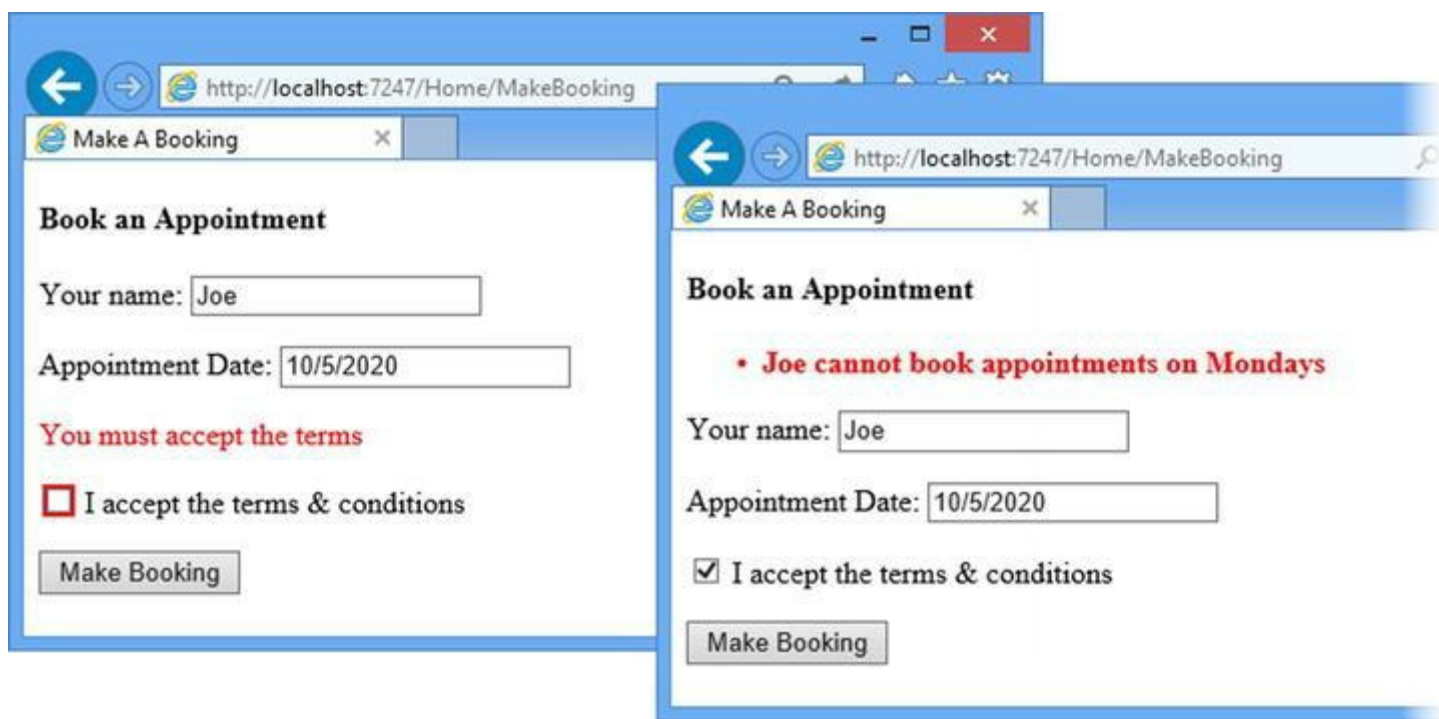 http://localhost:7247/Home/MakeBooking
Make A Booking
Book an Appointment
Your name: Joe
Appointment Date: 10/5/2020
You must accept the terms
I accept the terms & conditions
Make Booking
http://localhost:7247/Home/MakeBooking
Make A Booking
Book an Appointment
• Joe cannot book appointments on Mondays
Your name: Joe
Appointment Date: 10/5/2020
I accept the terms & conditions
Make Booking